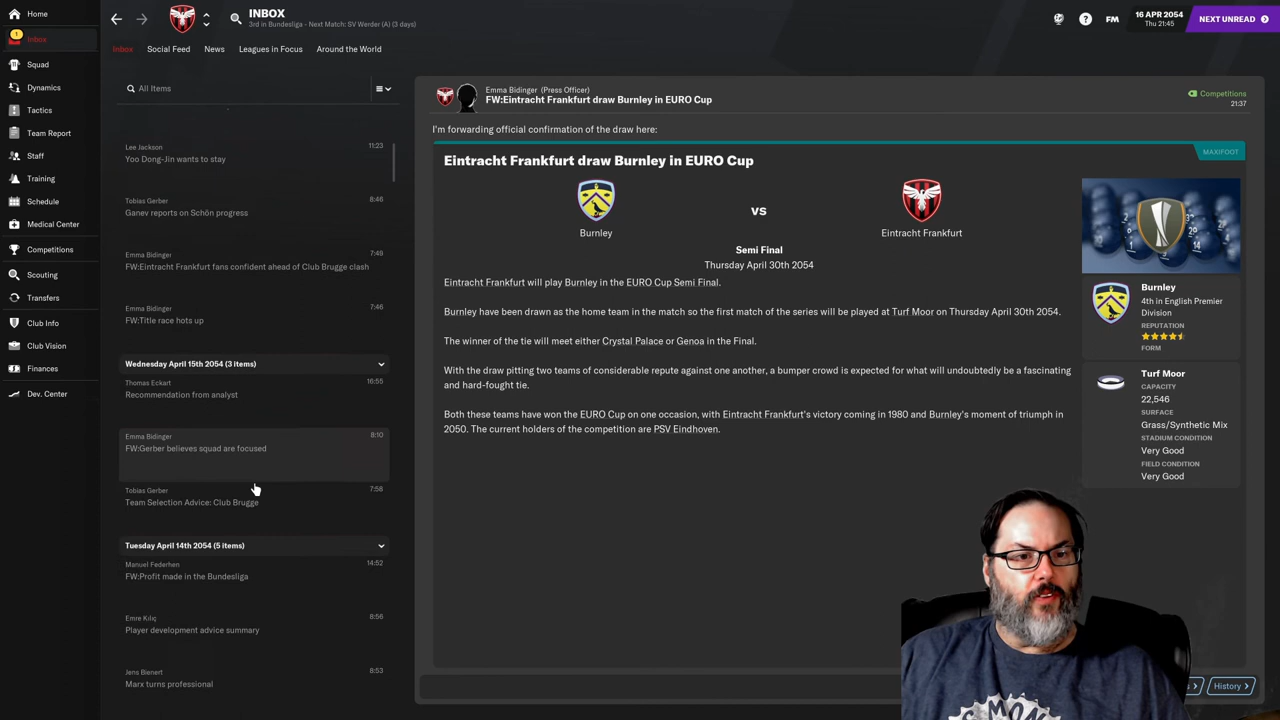 Home
INBOX
3rd in Bundesliga - Next Match: SV Werder (A) (3 days)
FM
16 APR 2054
Thu 21:45
NEXT UNREAD
1
Inbox
Squad
Dynamics
Tactics
Team Report
Staff
Training
Schedule
Medical Center
Competitions
Scouting
Transfers
Club Info
Club Vision
Finances
Dev. Center
Inbox
Social Feed
News
Leagues in Focus
Around the World
All Items
Lee Jackson
11:23
Yoo Dong-Jin wants to stay
Tobias Gerber
8:46
Ganev reports on Schön progress
Emma Bidinger
7:49
FW:Eintracht Frankfurt fans confident ahead of Club Brugge clash
Emma Bidinger
7:46
FW:Title race hots up
Wednesday April 15th 2054 (3 items)
Thomas Eckart
16:55
Recommendation from analyst
Emma Bidinger
8:10
FW:Gerber believes squad are focused
Tobias Gerber
7:58
Team Selection Advice: Club Brugge
Tuesday April 14th 2054 (5 items)
Manuel Federhen
14:52
FW:Profit made in the Bundesliga
Emre Kılıç
8:56
Player development advice summary
Jens Bienert
8:53
Marx turns professional
Emma Bidinger (Press Officer)
FW:Eintracht Frankfurt draw Burnley in EURO Cup
Competitions
21:37
I'm forwarding official confirmation of the draw here:
MAXIFOOT
Eintracht Frankfurt draw Burnley in EURO Cup
VS
Burnley
Eintracht Frankfurt
Semi Final
Thursday April 30th 2054
Eintracht Frankfurt will play Burnley in the EURO Cup Semi Final.
Burnley have been drawn as the home team in the match so the first match of the series will be played at Turf Moor on Thursday April 30th 2054.
The winner of the tie will meet either Crystal Palace or Genoa in the Final.
With the draw pitting two teams of considerable repute against one another, a bumper crowd is expected for what will undoubtedly be a fascinating
and hard-fought tie.
Both these teams have won the EURO Cup on one occasion, with Eintracht Frankfurt's victory coming in 1980 and Burnley's moment of triumph in
2050. The current holders of the competition are PSV Eindhoven.
Burnley
4th in English Premier
Division
REPUTATION
FORM
Turf Moor
CAPACITY
22,546
SURFACE
Grass/Synthetic Mix
STADIUM CONDITION
Very Good
FIELD CONDITION
Very Good
History